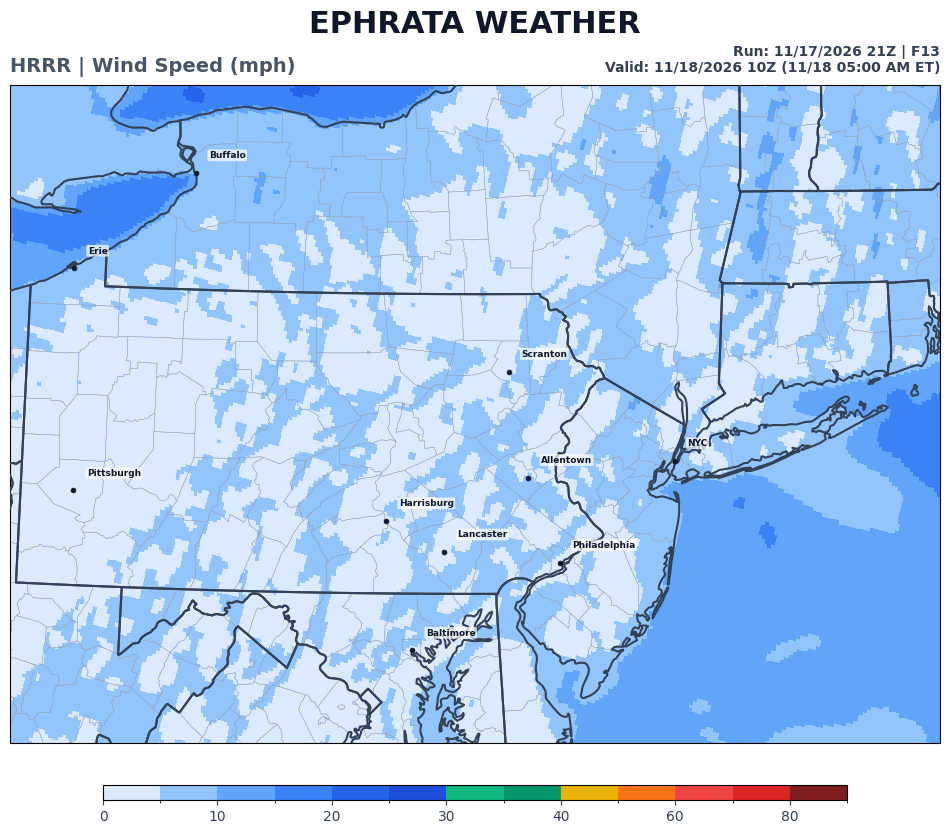 EPHRATA WEATHER
HRRR | Wind Speed (mph)
Run: 11/17/2026 21Z | F13
Valid: 11/18/2026 10Z (11/18 05:00 AM ET)
Buffalo
Erie
Scranton
NYC
Allentown
Pittsburgh
Harrisburg
Lancaster
Philadelphia
Baltimore
0 10 20 30 40 50 60 70 80